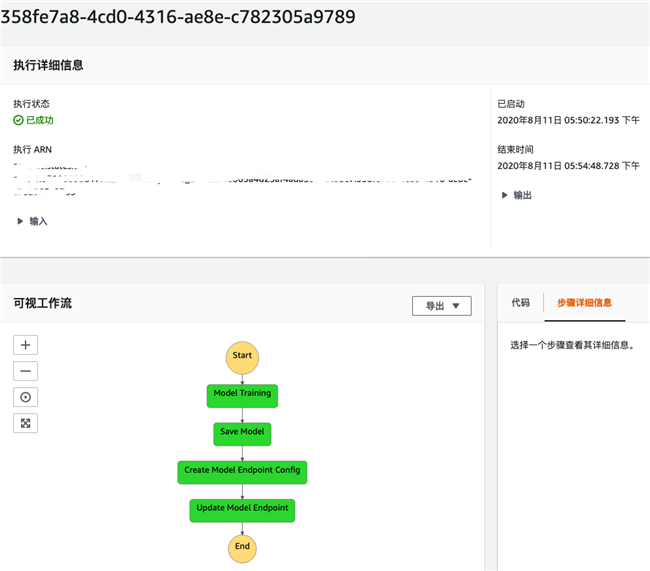 358fe7a8-4cd0-4316-ae8e-c782305a9789
执行详细信息
执行状态
已成功
执行 ARN
输入
已启动
2020年8月11日 05:50:22.193 下午
结束时间
2020年8月11日 05:54:48.728 下午
输出
可视工作流
导出
Start
Model Training
Save Model
Create Model Endpoint Config
Update Model Endpoint
End
代码
步骤详细信息
选择一个步骤查看其详细信息。